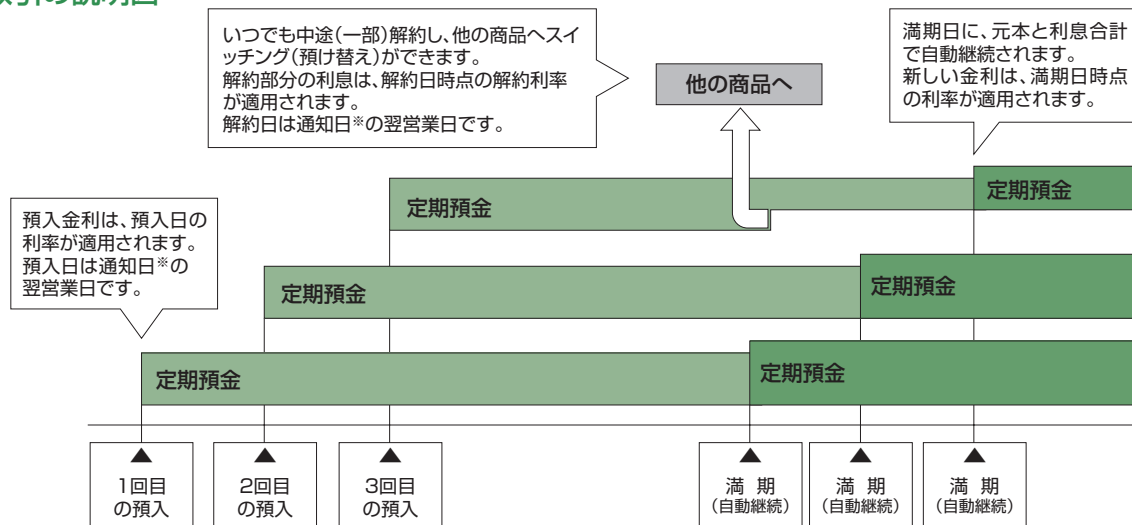 いつでも中途(一部)解約し、他の商品へスイ
ッチング(預け替え)ができます。
解約部分の利息は、解約日時点の解約利率
が適用されます。
解約日は通知日※の翌営業日です。
他の商品へ
満期日に、元本と利息合計
で自動継続されます。
新しい金利は、満期日時点
の利率が適用されます。
定期預金
定期預金
預入金利は、預入日の
利率が適用されます。
預入日は通知日※の
翌営業日です。
定期預金
定期預金
定期預金
定期預金
1回目
の預入
2回目
の預入
3回目
の預入
満 期
(自動継続)
満 期
(自動継続)
満 期
(自動継続)